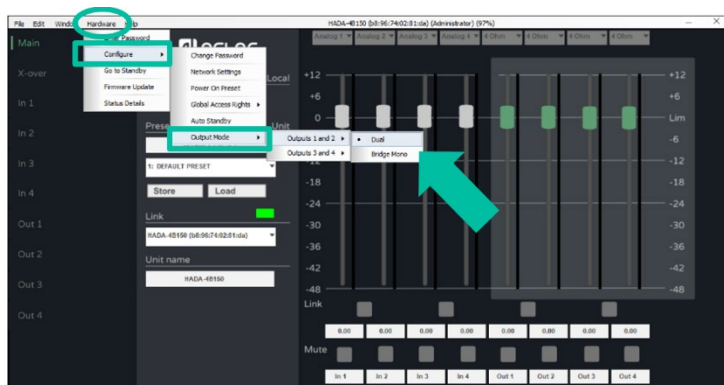 File Edit Window Hardware Help
HADA-4B150 (b8:96:74:02:81:da) (Administrator) (97%)
Main
X-over
In 1
In 2
In 3
In 4
Out 1
Out 2
Out 3
Out 4
Password
Configure
Go to Standby
Firmware Update
Status Details
Change Password
Network Settings
Power On Preset
Global Access Rights
Auto Standby
Output Mode
Outputs 1 and 2
Outputs 3 and 4
Dual
Bridge Mono
Local
Preset
Unit
1: DEFAULT PRESET
Store Load
Link
HADA-4B150 (b8:96:74:02:81:da)
Unit name
HADA-4B150
Analog 1 Analog 2 Analog 3 Analog 4 4 Ohm 4 Ohm 4 Ohm 4 Ohm
+12 +12
+6 +6
0 Lim
-6
-12 -12
-18 -18
-24 -24
-30 -30
-36 -36
-42 -42
-48 -48
Link
0.00 0.00 0.00 0.00 0.00 0.00 0.00 0.00
Mute
In 1 In 2 In 3 In 4 Out 1 Out 2 Out 3 Out 4